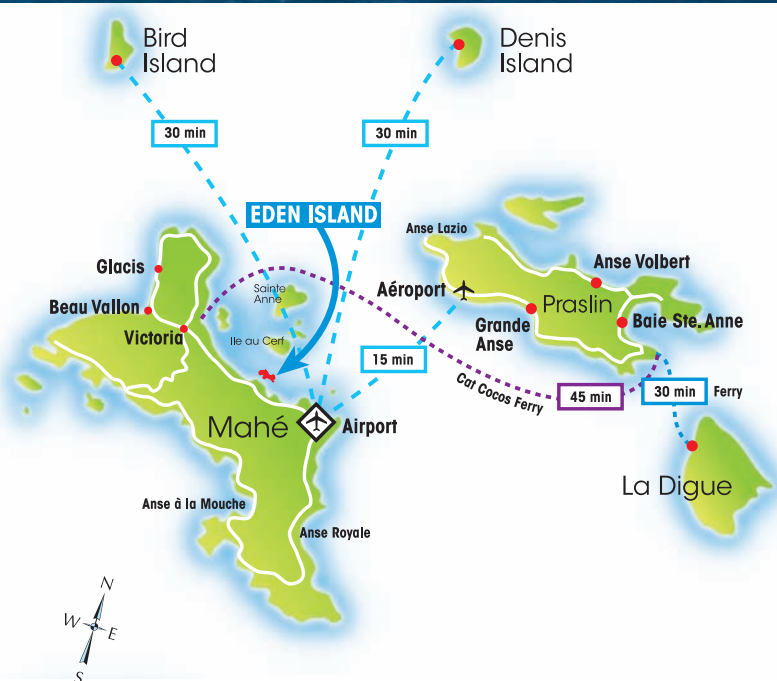 Bird
Island
Denis
Island
30 min
30 min
EDEN ISLAND
Anse Lazio
Glacis
Sainte
Anne
Anse Volbert
Aéroport
Beau Vallon
Praslin
Victoria
Ile au Cerf
Grande
Anse
Baie Ste. Anne
15 min
Cat Cocos Ferry
45 min
30 min
Ferry
Mahé
Airport
La Digue
Anse à la Mouche
Anse Royale
N
W
E
S